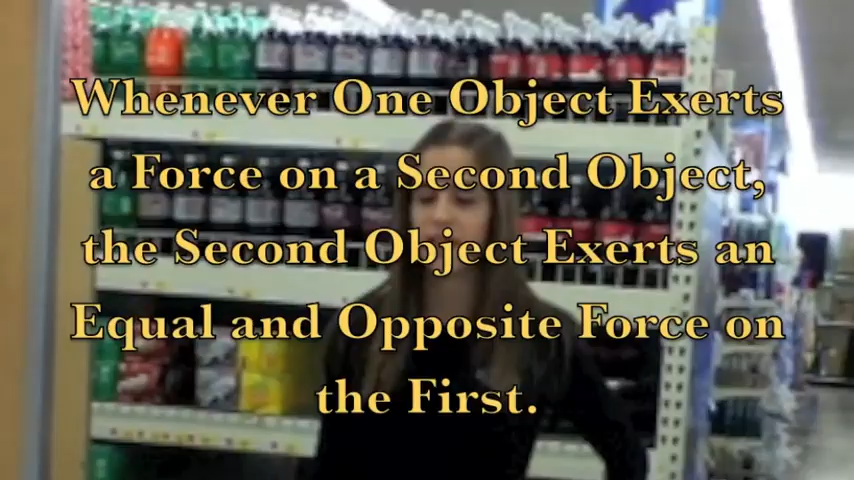 Whenever One Object Exerts
a Force on a Second Object,
the Second Object Exerts an
Equal and Opposite Force on
the First.